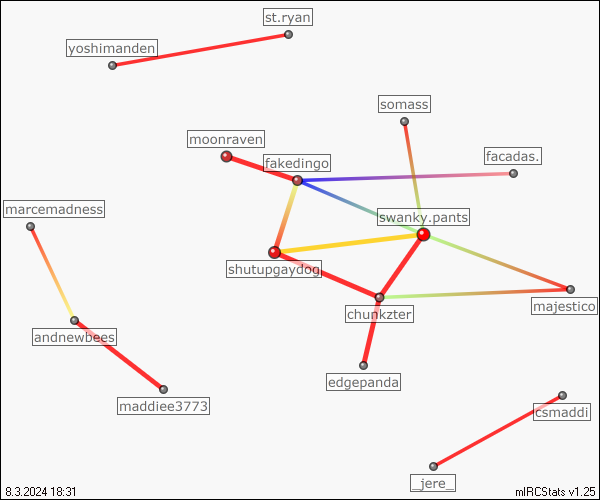 st.ryan
yoshimanden
somass
moonraven
facadas.
fakedingo
marcemadness
swanky.pants
shutupgaydog
majestico
chunkzter
andnewbees
edgepanda
maddiee3773
csmaddi
_jere_
8.3.2024 18:31
mIRCStats v1.25